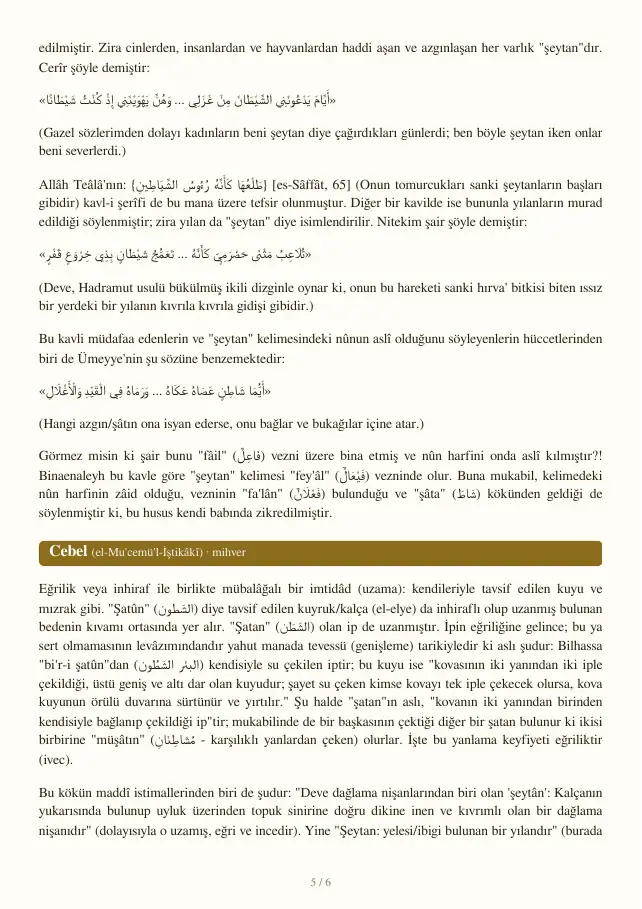 edilmiştir. Zira cinlerden, insanlardan ve hayvanlardan haddi aşan ve azgınlaşan her varlık "şeytan"dır.
Cerîr şöyle demiştir:
«أَيَّامَ يَدْعُونَنِي الشَّيْطَانَ مِنْ غَزَلِي ... وَهُنَّ يَهْوَيْنَنِي إِذْ كُنْتُ شَيْطَانًا»
(Gazel sözlerimden dolayı kadınların beni şeytan diye çağırdıkları günlerdi; ben böyle şeytan iken onlar
beni severlerdi.)
Allâh Teâlâ'nın: {طَلْعُهَا كَأَنَّهُ رُءُوسُ الشَّيَاطِينِ} [es-Sâffât, 65] (Onun tomurcukları sanki şeytanların başları
gibidir) kavl-i şerîfi de bu mana üzere tefsir olunmuştur. Diğer bir kavilde ise bununla yılanların murad
edildiği söylenmiştir; zira yılan da "şeytan" diye isimlendirilir. Nitekim şair şöyle demiştir:
«تُلَاعِبُ مَثْنَى حَضْرَمِيٍّ كَأَنَّهُ ... تَعَمُّجُ شَيْطَانٍ بِذِي خِرْوَعٍ قَفْرٍ»
(Deve, Hadramut usulü bükülmüş ikili dizginle oynar ki, onun bu hareketi sanki hırva' bitkisi biten ıssız
bir yerdeki bir yılanın kıvrıla kıvrıla gidişi gibidir.)
Bu kavli müdafaa edenlerin ve "şeytan" kelimesindeki nûnun aslî olduğunu söyleyenlerin hüccetlerinden
biri de Ümeyye'nin şu sözüne benzemektedir:
«أَيُّمَا شَاطِنٍ عَصَاهُ عَكَاهُ ... وَرَمَاهُ فِي الْقَيْدِ وَالْأَغْلَالِ»
(Hangi azgın/şâtın ona isyan ederse, onu bağlar ve bukağılar içine atar.)
Görmez misin ki şair bunu "fâil" (فَاعِلٌ) vezni üzere bina etmiş ve nûn harfini onda aslî kılmıştır?!
Binaenaleyh bu kavle göre "şeytan" kelimesi "fey'âl" (فَيْعَالٌ) vezninde olur. Buna mukabil, kelimedeki
nûn harfinin zâid olduğu, vezninin "fa'lân" (فَعْلَانٌ) bulunduğu ve "şâta" (شَاطَ) kökünden geldiği de
söylenmiştir ki, bu husus kendi babında zikredilmiştir.
Cebel (el-Mu'cemü'l-İştikâkî) · mihver
Eğrilik veya inhiraf ile birlikte mübalâğalı bir imtidâd (uzama): kendileriyle tavsif edilen kuyu ve
mızrak gibi. "Şatûn" (الشَطون) diye tavsif edilen kuyruk/kalça (el-elye) da inhiraflı olup uzanmış bulunan
bedenin kıvamı ortasında yer alır. "Şatan" (الشَطَن) olan ip de uzanmıştır. İpin eğriliğine gelince; bu ya
sert olmamasının levâzımındandır yahut manada tevessü (genişleme) tarikiyledir ki aslı şudur: Bilhassa
"bi'r-i şatûn"dan (البئر الشَطُون) kendisiyle su çekilen iptir; bu kuyu ise "kovasının iki yanından iki iple
çekildiği, üstü geniş ve altı dar olan kuyudur; şayet su çeken kimse kovayı tek iple çekecek olursa, kova
kuyunun örülü duvarına sürtünür ve yırtılır." Şu halde "şatan"ın aslı, "kovanın iki yanından birinden
kendisiyle bağlanıp çekildiği ip"tir; mukabilinde de bir başkasının çektiği diğer bir şatan bulunur ki ikisi
birbirine "müşâtın" (مُشاطِنَانِ - karşılıklı yanlardan çeken) olurlar. İşte bu yanlama keyfiyeti eğriliktir
(ivec).
Bu kökün maddî istimallerinden biri de şudur: "Deve dağlama nişanlarından biri olan 'şeytân': Kalçanın
yukarısında bulunup uyluk üzerinden topuk sinirine doğru dikine inen ve kıvrımlı olan bir dağlama
nişanıdır" (dolayısıyla o uzamış, eğri ve incedir). Yine "Şeytan: yelesi/ibigi bulunan bir yılandır" (burada
5 / 6